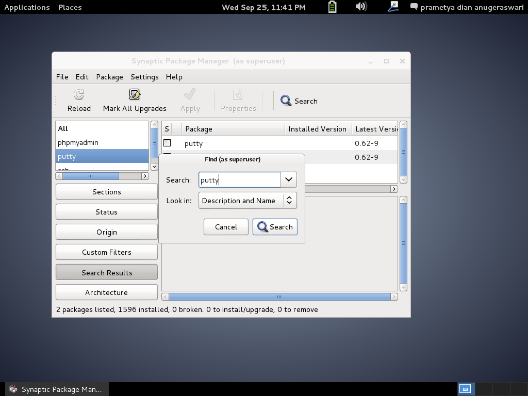 Applications Places Wed Sep 25, 11:41 PM prametya dian anugeraswari
Synaptic Package Manager (as superuser)
File Edit Package Settings Help
Reload Mark All Upgrades Apply Properties Search
All
phpmyadmin
putty
S Package Installed Version Latest Versi
putty 0.62-9
0.62-9
Find (as superuser)
Search: putty
Look in: Description and Name
Cancel Search
Sections
Status
Origin
Custom Filters
Search Results
Architecture
2 packages listed, 1596 installed, 0 broken. 0 to install/upgrade, 0 to remove
Synaptic Package Man...